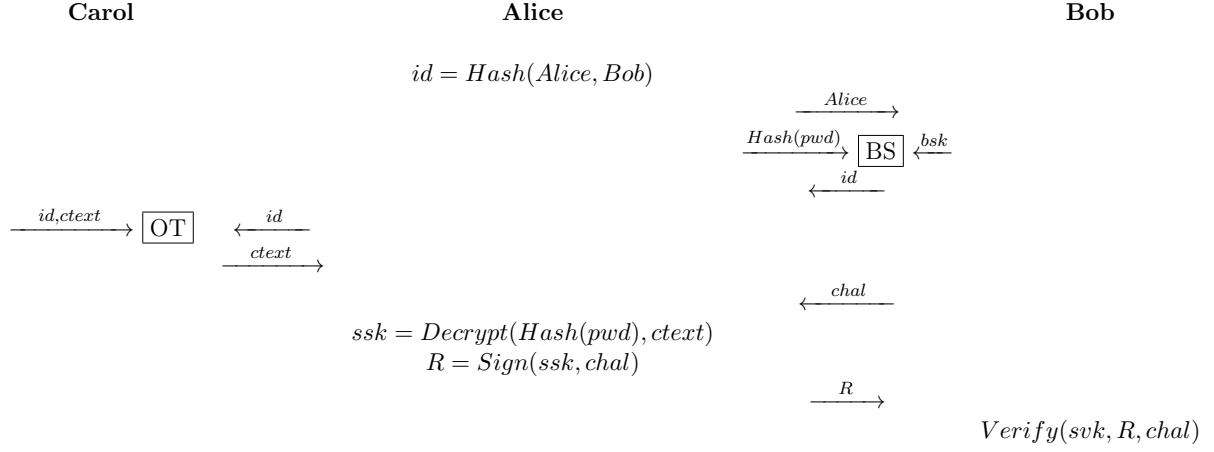 Carol Alice Bob
id = Hash(Alice, Bob)
Alice
Hash(pwd) BS bsk
id
id,ctext OT id
ctext
chal
ssk = Decrypt(Hash(pwd), ctext)
R = Sign(ssk, chal)
R
Verify(svk, R, chal)